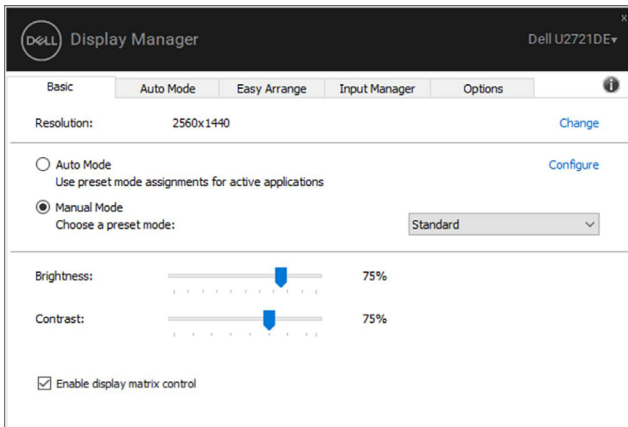 DELL Display Manager
x
Dell U2721DE
Basic Auto Mode Easy Arrange Input Manager Options i
Resolution: 2560x1440 Change
Auto Mode Configure
Use preset mode assignments for active applications
Manual Mode
Choose a preset mode: Standard
Brightness: 75%
Contrast: 75%
Enable display matrix control